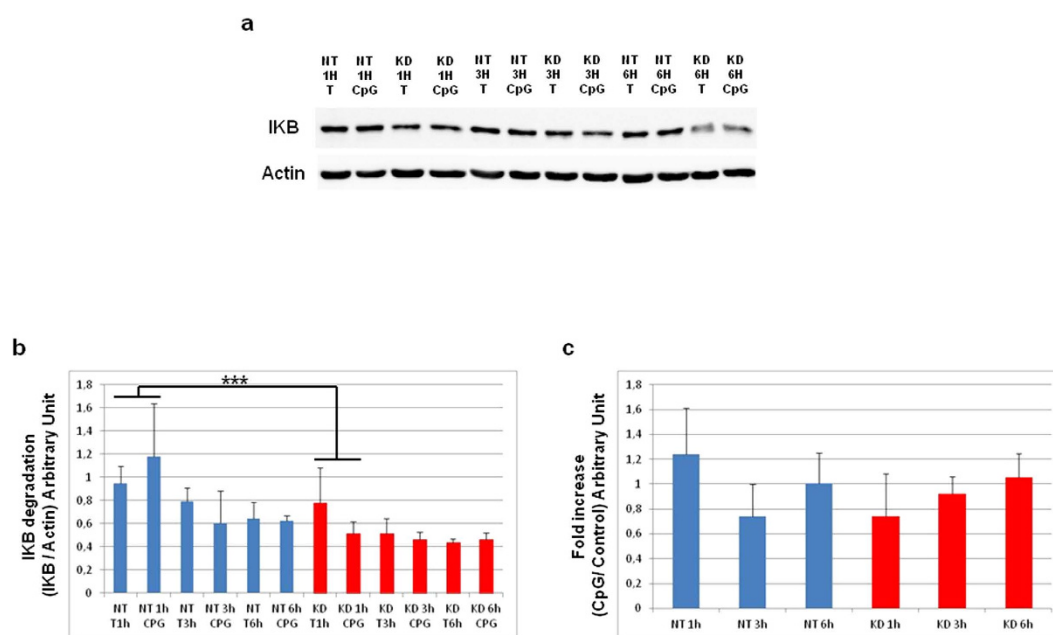 a
NT NT KD KD NT NT KD KD NT NT KD KD
1H 1H 1H 1H 3H 3H 3H 3H 6H 6H 6H 6H
T CpG T CpG T CpG T CpG T CpG T CpG
IKB
Actin
b
IKB degradation
(IKB / Actin) Arbitrary Unit
1,8
1,6
1,4
1,2
1
0,8
0,6
0,4
0,2
0
***
NT NT 1h NT NT 3h NT NT 6h KD KD 1h KD KD 3h KD KD 6h
T1h CPG T3h CPG T6h CPG T1h CPG T3h CPG T6h CPG
c
Fold increase
(CpG/ Control) Arbitrary Unit
1,8
1,6
1,4
1,2
1
0,8
0,6
0,4
0,2
0
NT 1h NT 3h NT 6h KD 1h KD 3h KD 6h